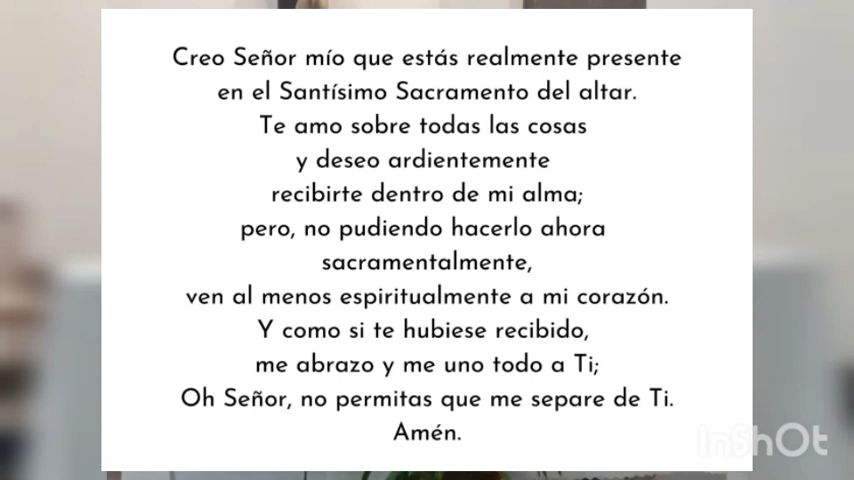 Creo Señor mío que estás realmente presente
en el Santísimo Sacramento del altar.
Te amo sobre todas las cosas
y deseo ardientemente
recibirte dentro de mi alma;
pero, no pudiendo hacerlo ahora
sacramentalmente,
ven al menos espiritualmente a mi corazón.
Y como si te hubiese recibido,
me abrazo y me uno todo a Ti;
Oh Señor, no permitas que me separe de Ti.
Amén.
InShOt